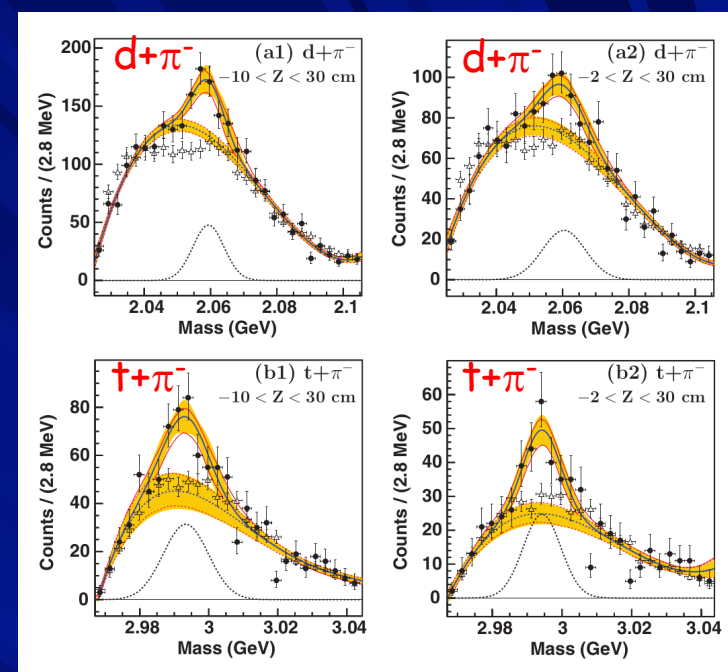 d+π⁻
(a1) d+π⁻
−10 < Z < 30 cm
Counts / (2.8 MeV)
200
150
100
50
0
2.04 2.06 2.08 2.1
Mass (GeV)
d+π⁻
(a2) d+π⁻
−2 < Z < 30 cm
Counts / (2.8 MeV)
100
80
60
40
20
0
2.04 2.06 2.08 2.1
Mass (GeV)
t+π⁻
(b1) t+π⁻
−10 < Z < 30 cm
Counts / (2.8 MeV)
80
60
40
20
0
2.98 3 3.02 3.04
Mass (GeV)
t+π⁻
(b2) t+π⁻
−2 < Z < 30 cm
Counts / (2.8 MeV)
60
50
40
30
20
10
0
2.98 3 3.02 3.04
Mass (GeV)